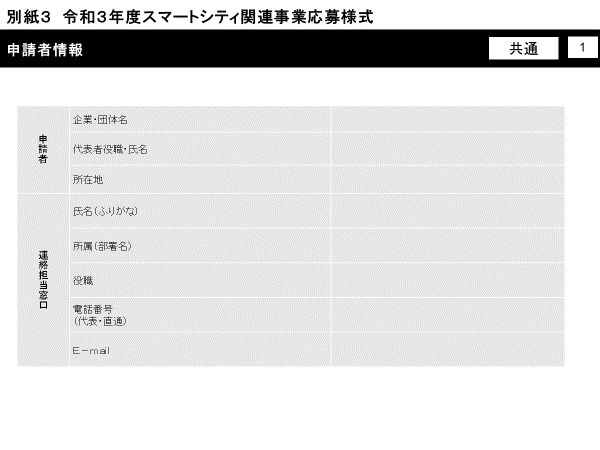 別紙３　令和３年度スマートシティ関連事業応募様式
申請者情報
共通
1
申請者
企業・団体名
代表者役職・氏名
所在地
連絡担当窓口
氏名（ふりがな）
所属（部署名）
役職
電話番号
（代表・直通）
Ｅ－mail